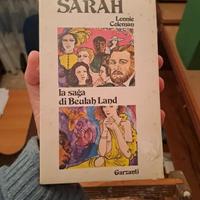 SARAH
Lonnie
Coleman
la saga
di Beulah Land
Garzanti